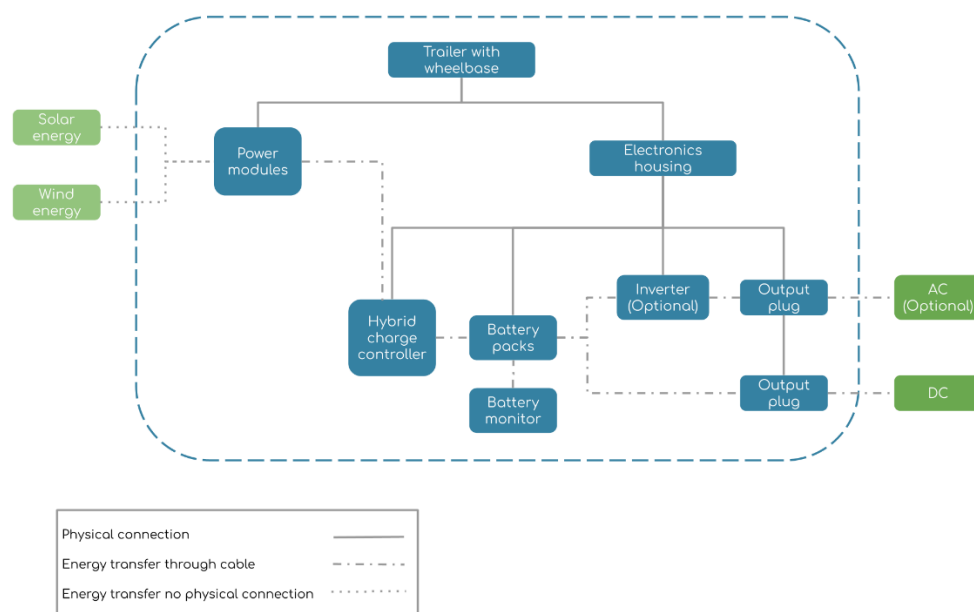 Trailer with
wheelbase
Solar
energy
Power
modules
Electronics
housing
Wind
energy
Inverter
(Optional)
Output
plug
AC
(Optional)
Hybrid
charge
controller
Battery
packs
Output
plug
DC
Battery
monitor
Physical connection
Energy transfer through cable
Energy transfer no physical connection